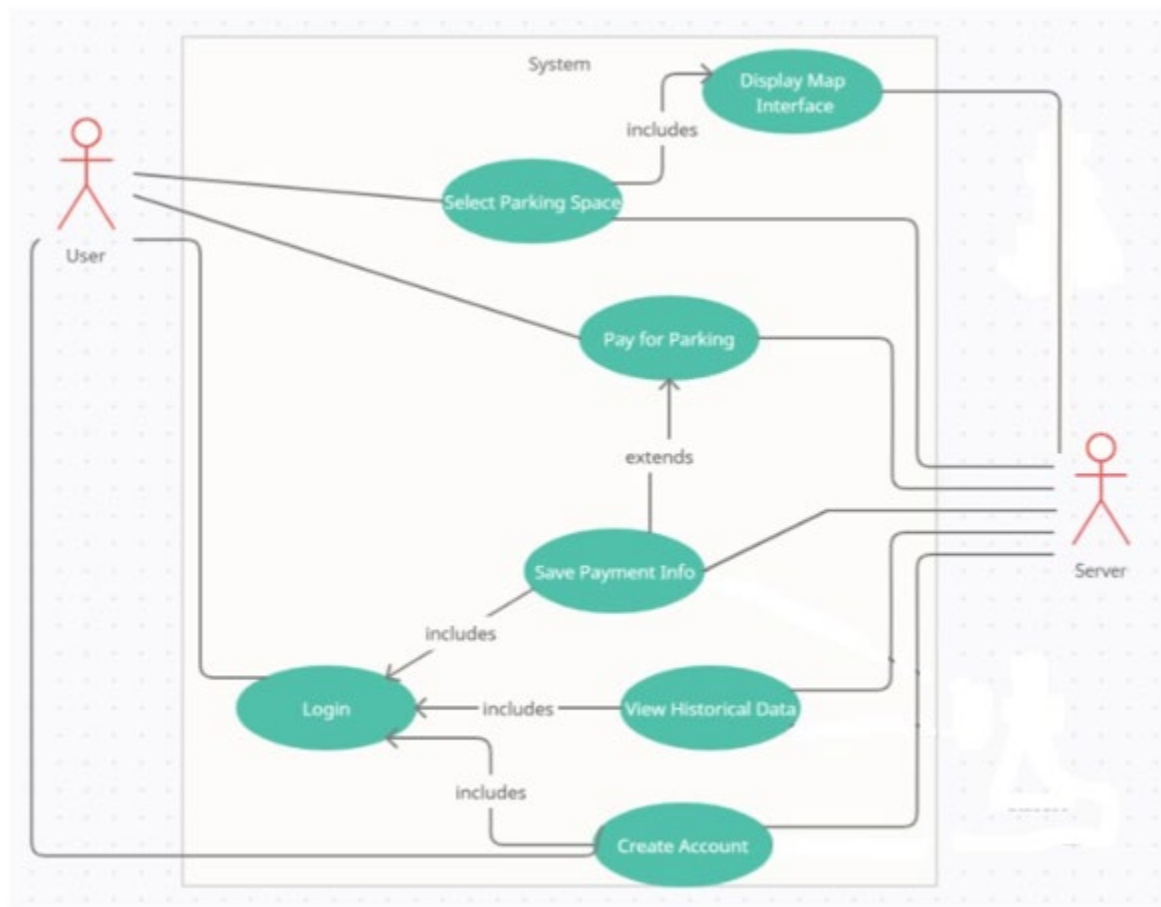 System
Display Map
Interface
includes
Select Parking Space
User
Pay for Parking
extends
Server
Save Payment Info
includes
Login
includes
View Historical Data
includes
Create Account